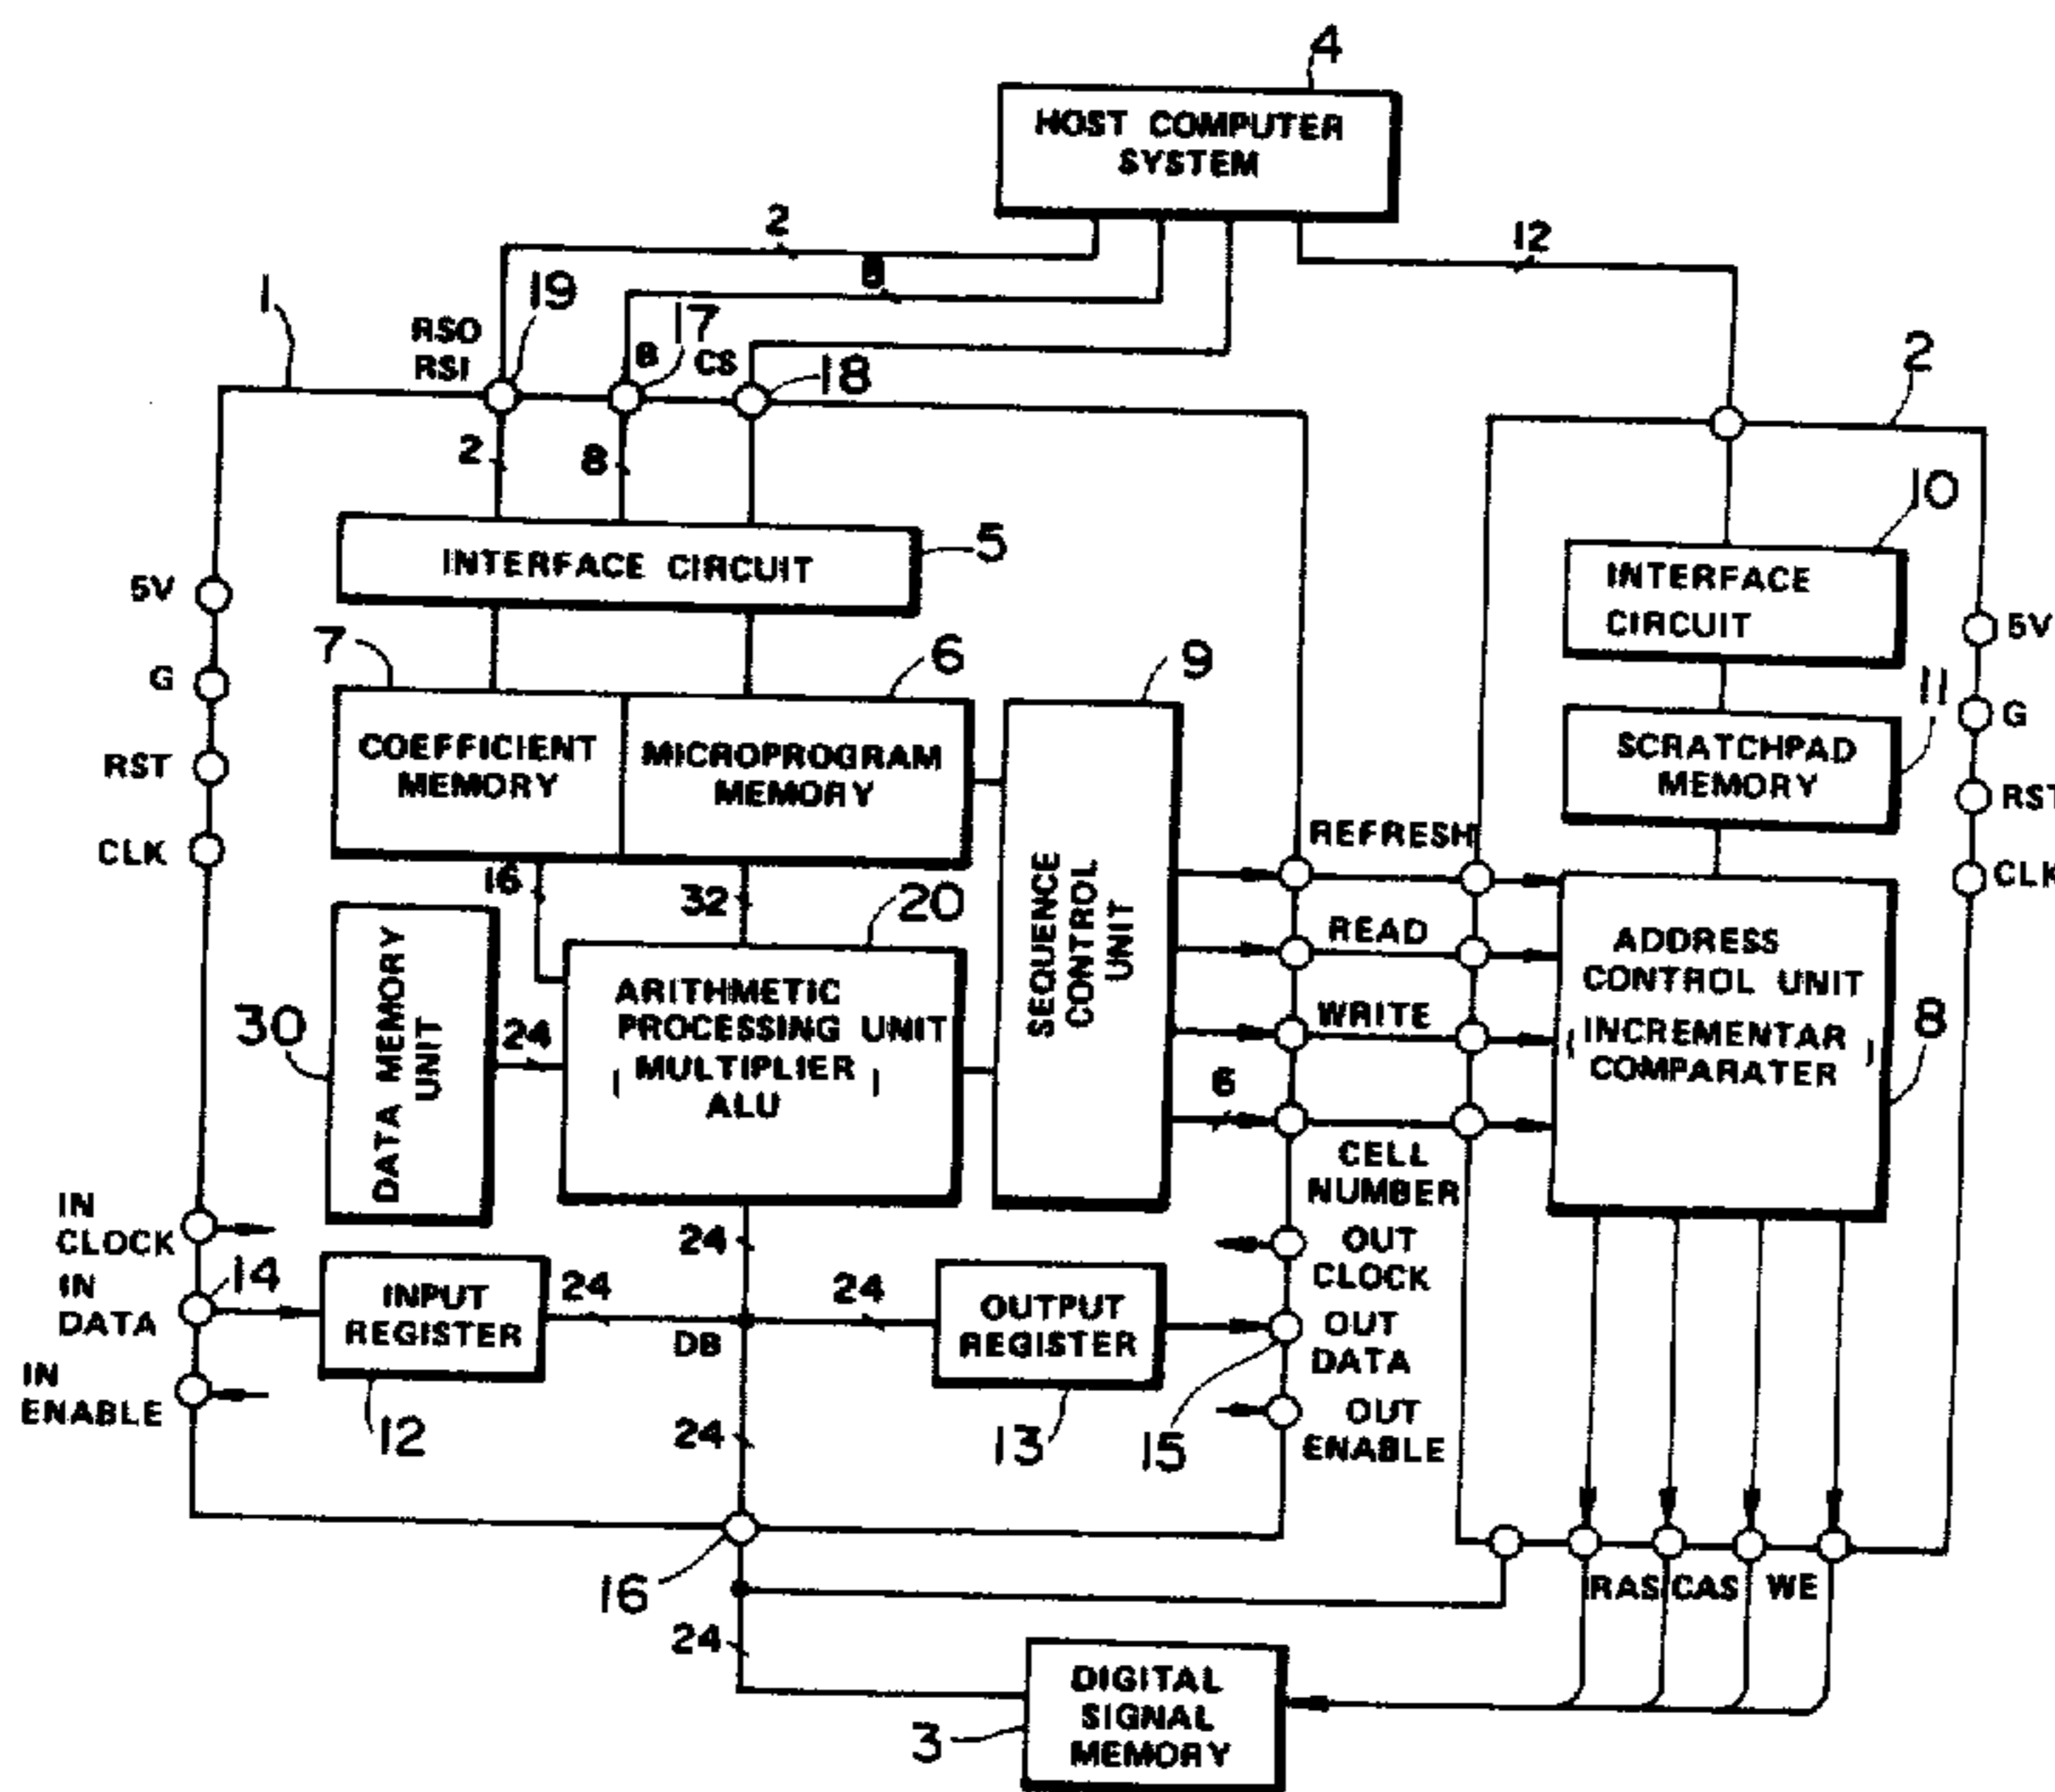 4
HOST COMPUTER
SYSTEM
2
8
12
1
19
17
RSO
RSI
8
CS
18
2
2
8
10
INTERFACE CIRCUIT
5
INTERFACE
CIRCUIT
5V
5V
7
6
9
11
G
G
COEFFICIENT
MEMORY
MICROPROGRAM
MEMORY
SCRATCHPAD
MEMORY
RST
RST
CLK
CLK
REFRESH
16
32
20
SEQUENCE
CONTROL
UNIT
READ
ADDRESS
CONTROL UNIT
DATA MEMORY
UNIT
ARITHMETIC
PROCESSING UNIT
30
24
WRITE
INCREMENTAR
COMPARATER
8
MULTIPLIER
ALU
6
CELL
NUMBER
IN
CLOCK
24
OUT
CLOCK
IN
DATA
14
INPUT
REGISTER
24
24
OUTPUT
REGISTER
DB
OUT
DATA
IN
ENABLE
12
24
13
15
OUT
ENABLE
16
RAS
CAS
WE
24
DIGITAL
SIGNAL
MEMORY
3